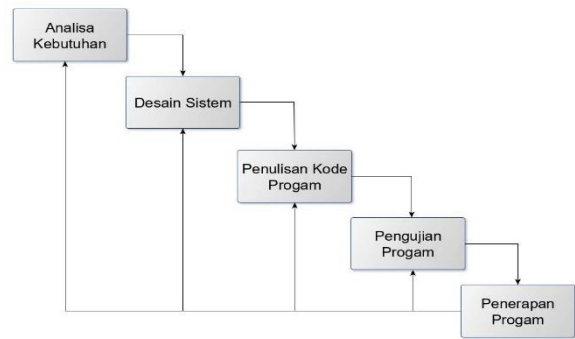 Analisa
Kebutuhan
Desain Sistem
Penulisan Kode
Progam
Pengujian
Progam
Penerapan
Progam